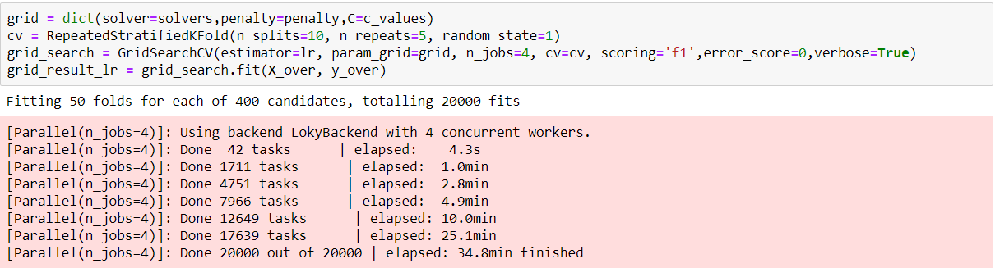 grid = dict(solver=solvers,penalty=penalty,C=c_values)
cv = RepeatedStratifiedKFold(n_splits=10, n_repeats=5, random_state=1)
grid_search = GridSearchCV(estimator=lr, param_grid=grid, n_jobs=4, cv=cv, scoring='f1',error_score=0,verbose=True)
grid_result_lr = grid_search.fit(X_over, y_over)
Fitting 50 folds for each of 400 candidates, totalling 20000 fits
[Parallel(n_jobs=4)]: Using backend LokyBackend with 4 concurrent workers.
[Parallel(n_jobs=4)]: Done  42 tasks      | elapsed:    4.3s
[Parallel(n_jobs=4)]: Done 1711 tasks      | elapsed:  1.0min
[Parallel(n_jobs=4)]: Done 4751 tasks      | elapsed:  2.8min
[Parallel(n_jobs=4)]: Done 7966 tasks      | elapsed:  4.9min
[Parallel(n_jobs=4)]: Done 12649 tasks      | elapsed: 10.0min
[Parallel(n_jobs=4)]: Done 17639 tasks      | elapsed: 25.1min
[Parallel(n_jobs=4)]: Done 20000 out of 20000 | elapsed: 34.8min finished